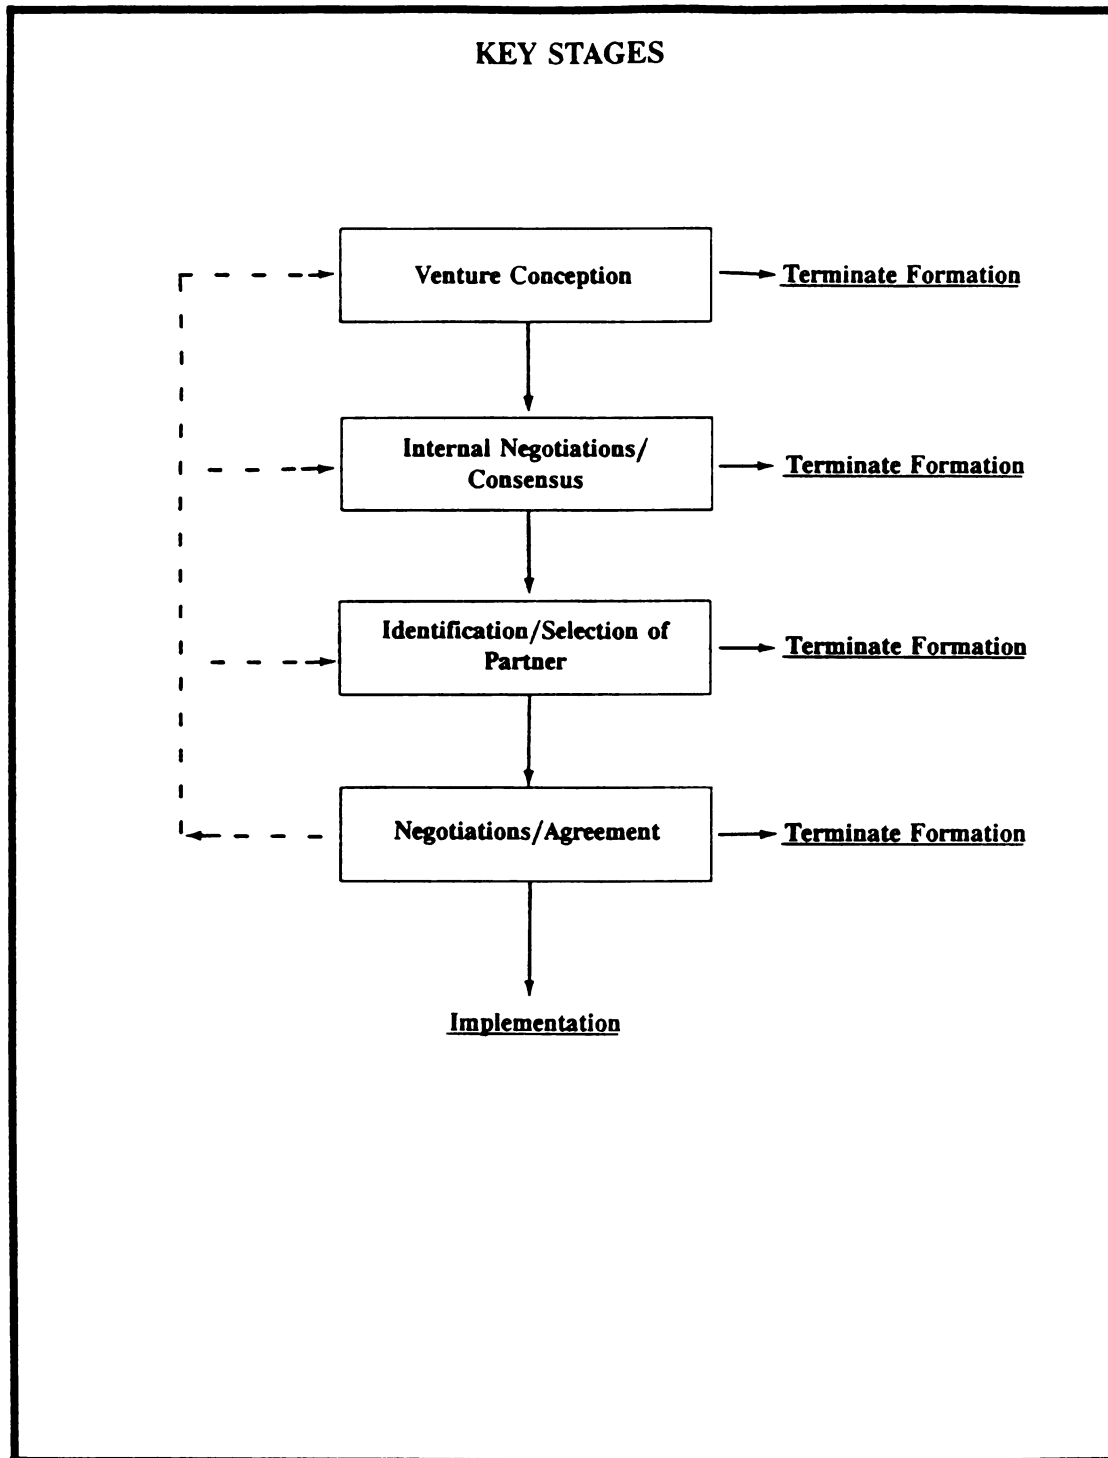 KEY STAGES
Venture Conception
Terminate Formation
Internal Negotiations/
Consensus
Terminate Formation
Identification/Selection of
Partner
Terminate Formation
Negotiations/Agreement
Terminate Formation
Implementation